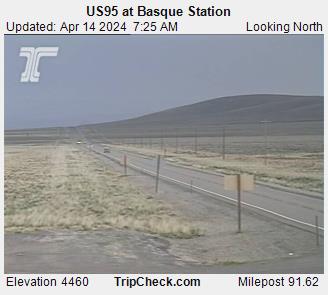 US95 at Basque Station
Updated: Apr 14 2024 7:25 AM Looking North
Elevation 4460 TripCheck.com Milepost 91.62